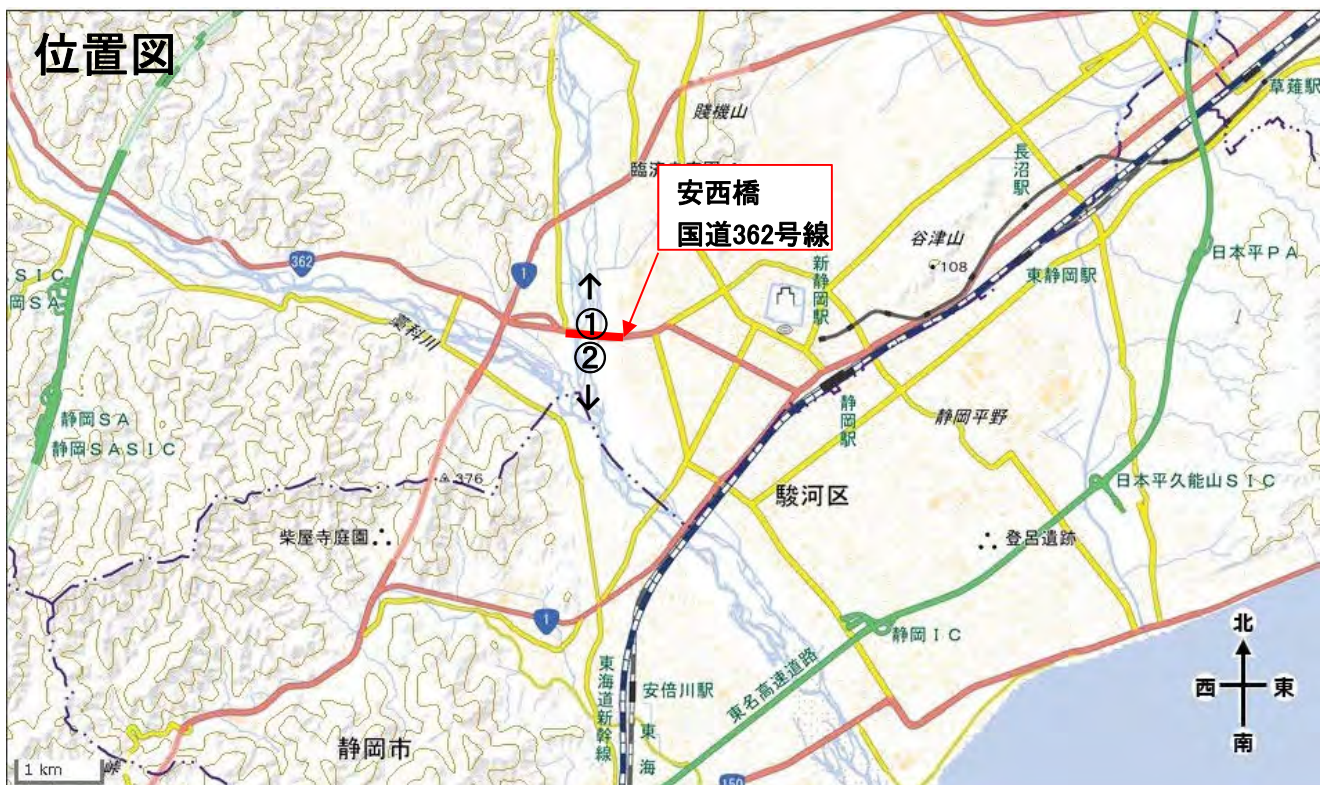 位置図
賤機山
草薙駅
長沼駅
安西橋
国道362号線
谷津山
108
362
1
新静岡駅
東静岡駅
日本平PA
SIC
岡SA
↑
①
②
↓
藁科川
静岡駅
静岡平野
静岡SA
静岡SASIC
376
駿河区
日本平久能山SIC
柴屋寺庭園
登呂遺跡
1
静岡IC
北
西
東
南
東海道新幹線
安倍川駅
東名高速道路
静岡市
東海
峠
1 km
150